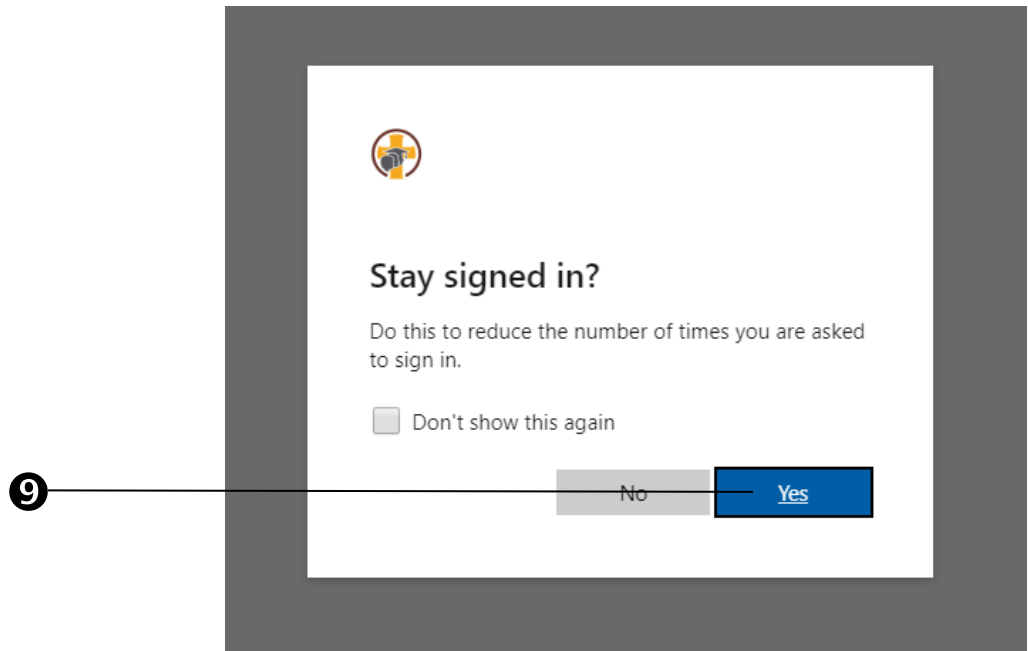 Stay signed in?
Do this to reduce the number of times you are asked
to sign in.
Don't show this again
9
No
Yes